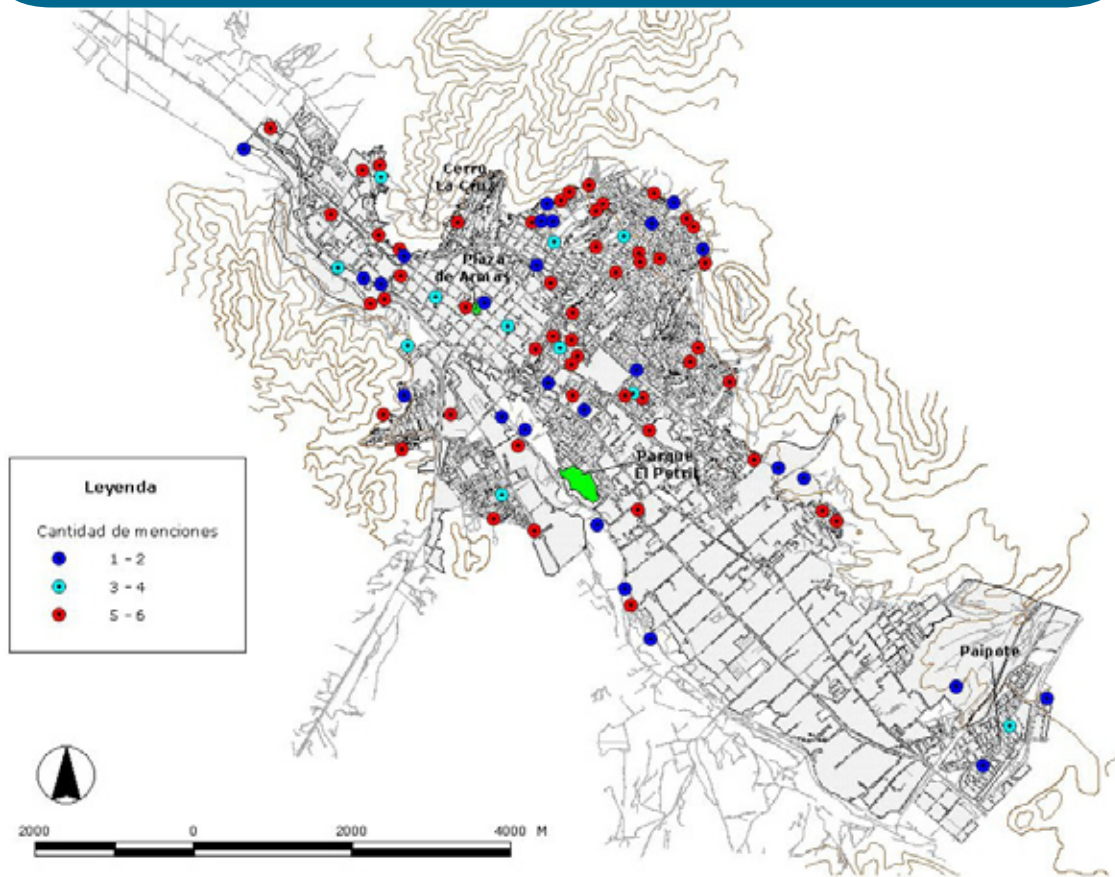 Cerro
La Cruz
Plaza
de Armas
Parque
El Petril
Leyenda
Cantidad de menciones
1 - 2
3 - 4
5 - 6
Paipote
2000 0 2000 4000 M